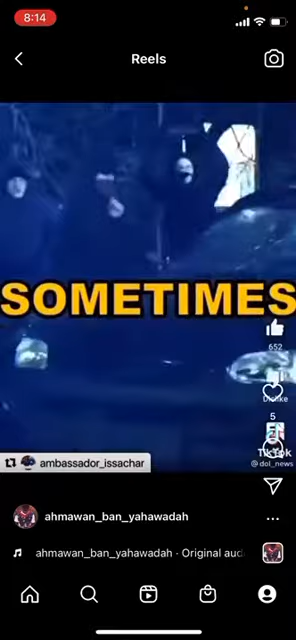 8:14
Reels
SOMETIMES
652
Dislike
5
TikTok
@dol_news
ambassador_issachar
ahmawan_ban_yahawadah
ahmawan_ban_yahawadah · Original aud